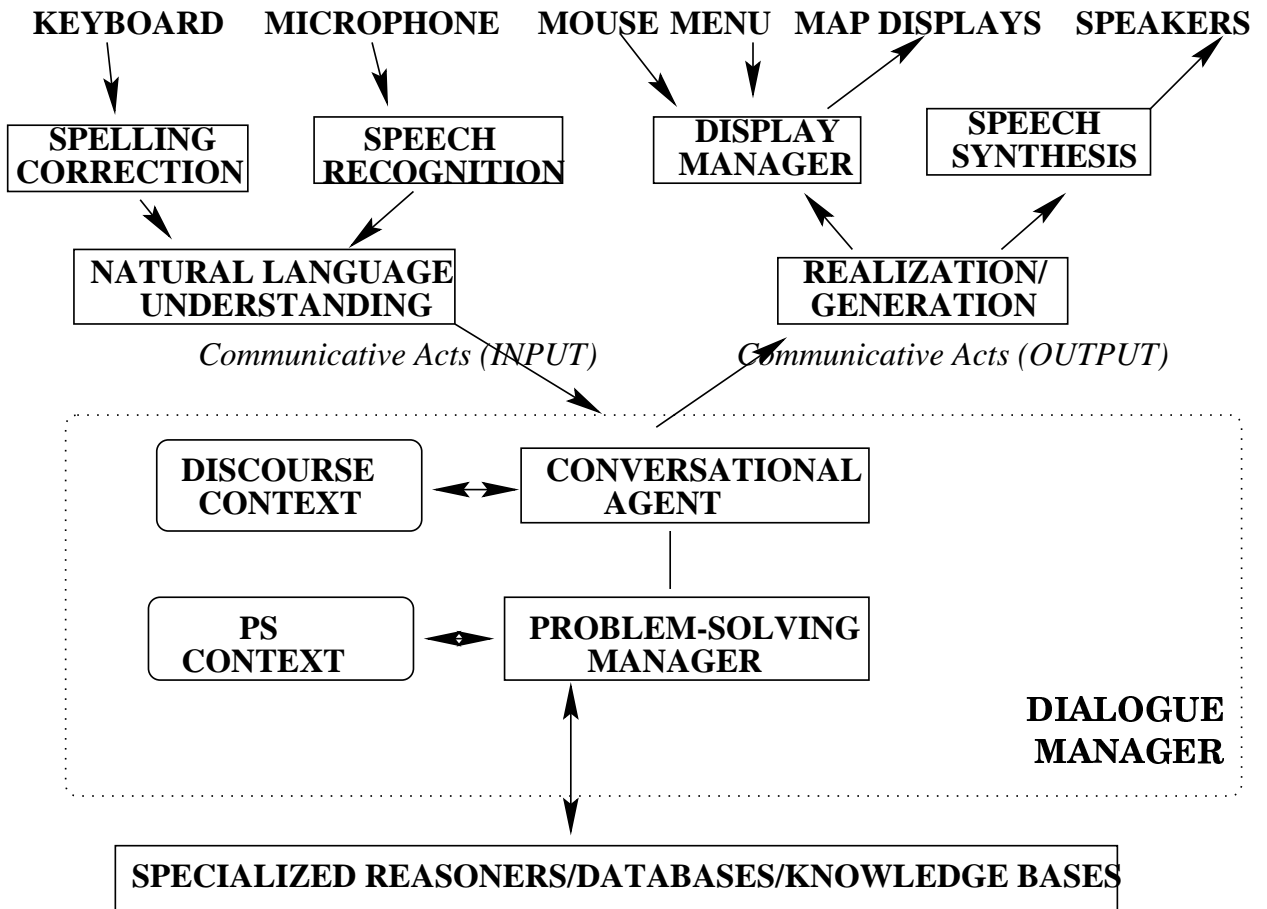 KEYBOARD MICROPHONE MOUSE MENU MAP DISPLAYS SPEAKERS
SPELLING
CORRECTION
SPEECH
RECOGNITION
DISPLAY
MANAGER
SPEECH
SYNTHESIS
NATURAL LANGUAGE
UNDERSTANDING
REALIZATION/
GENERATION
Communicative Acts (INPUT)
Communicative Acts (OUTPUT)
DISCOURSE
CONTEXT
CONVERSATIONAL
AGENT
PS
CONTEXT
PROBLEM-SOLVING
MANAGER
DIALOGUE
MANAGER
SPECIALIZED REASONERS/DATABASES/KNOWLEDGE BASES